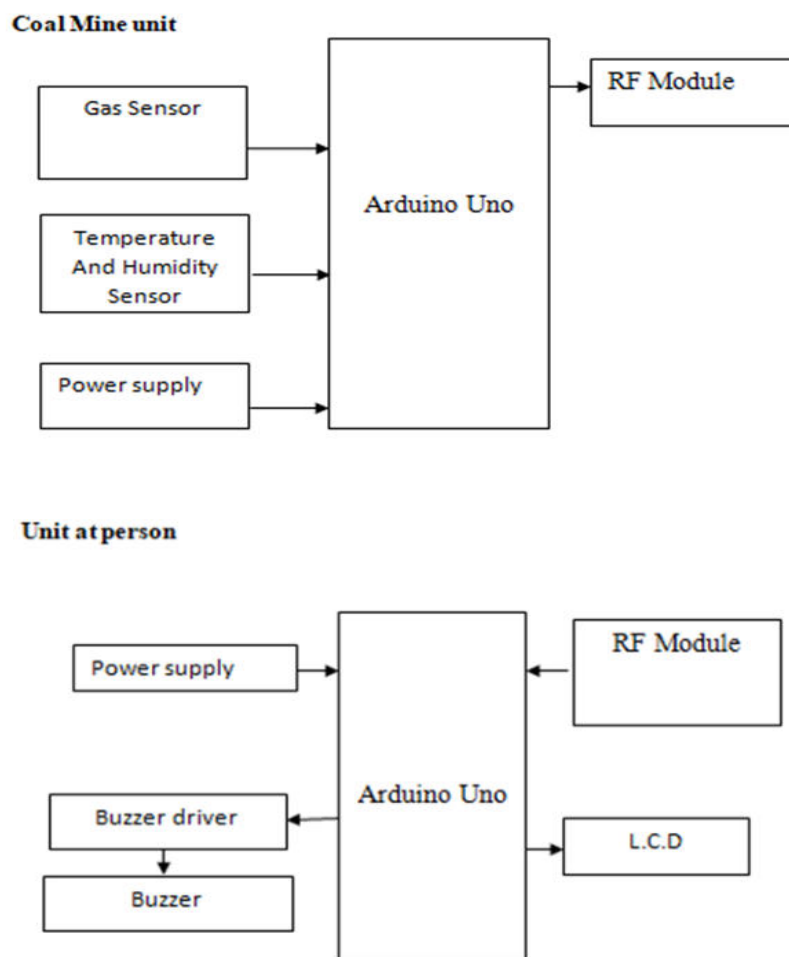 Coal Mine unit
Gas Sensor
RF Module
Arduino Uno
Temperature
And Humidity
Sensor
Power supply
Unit at person
Power supply
RF Module
Arduino Uno
Buzzer driver
L.C.D
Buzzer